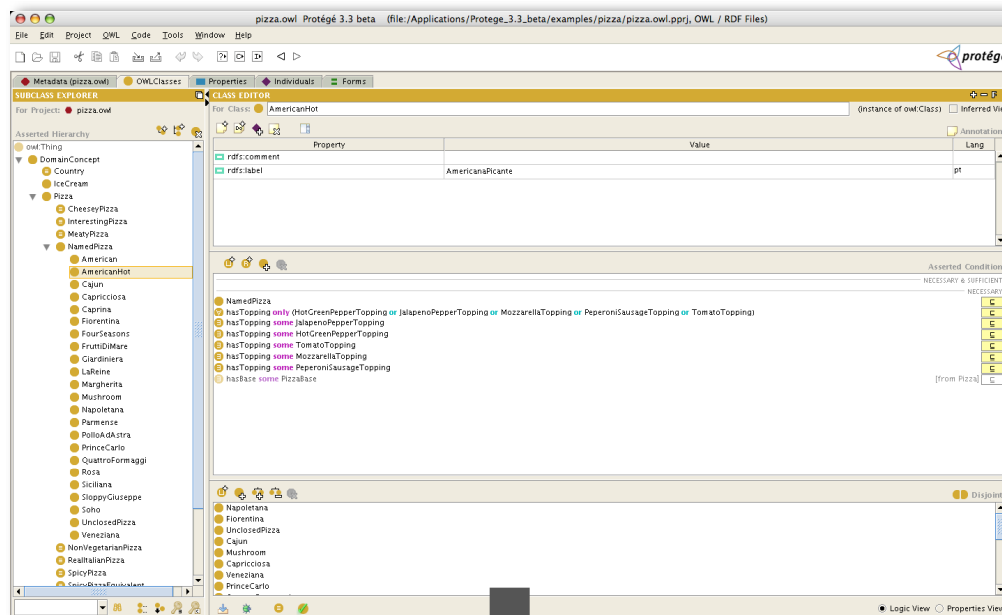 pizza.owl Protégé 3.3 beta (file:/Applications/Protege_3.3_beta/examples/pizza/pizza.owl.pprj, OWL / RDF Files)
File Edit Project OWL Code Tools Window Help
protégé
Metadata (pizza.owl) OWLClasses Properties Individuals Forms
SUBCLASS EXPLORER
For Project: pizza.owl
Asserted Hierarchy
owl:Thing
DomainConcept
Country
IceCream
Pizza
CheeseyPizza
InterestingPizza
MeatyPizza
NamedPizza
American
AmericanHot
Cajun
Capricciosa
Caprina
Fiorentina
FourSeasons
FruttiDiMare
Giardiniera
LaReine
Margherita
Mushroom
Napoletana
Parmense
PolloAdAstra
PrinceCarlo
QuattroFormaggi
Rosa
Siciliana
SloppyGiuseppe
Soho
UnclosedPizza
Veneziana
NonVegetarianPizza
RealItalianPizza
SpicyPizza
SpicyPizzaEquivalent
CLASS EDITOR
For Class: AmericanHot (instance of owl:Class) Inferred Vie
Annotation
Property Value Lang
rdfs:comment
rdfs:label AmericanaPicante pt
Asserted Condition
NECESSARY & SUFFICIENT
NECESSARY
NamedPizza
hasTopping only (HotGreenPepperTopping or JalapenoPepperTopping or MozzarellaTopping or PeperoniSausageTopping or TomatoTopping)
hasTopping some JalapenoPepperTopping
hasTopping some HotGreenPepperTopping
hasTopping some TomatoTopping
hasTopping some MozzarellaTopping
hasTopping some PeperoniSausageTopping
hasBase some PizzaBase [from Pizza]
Disjoint
Napoletana
Fiorentina
UnclosedPizza
Cajun
Mushroom
Capricciosa
Veneziana
PrinceCarlo
Logic View Properties View